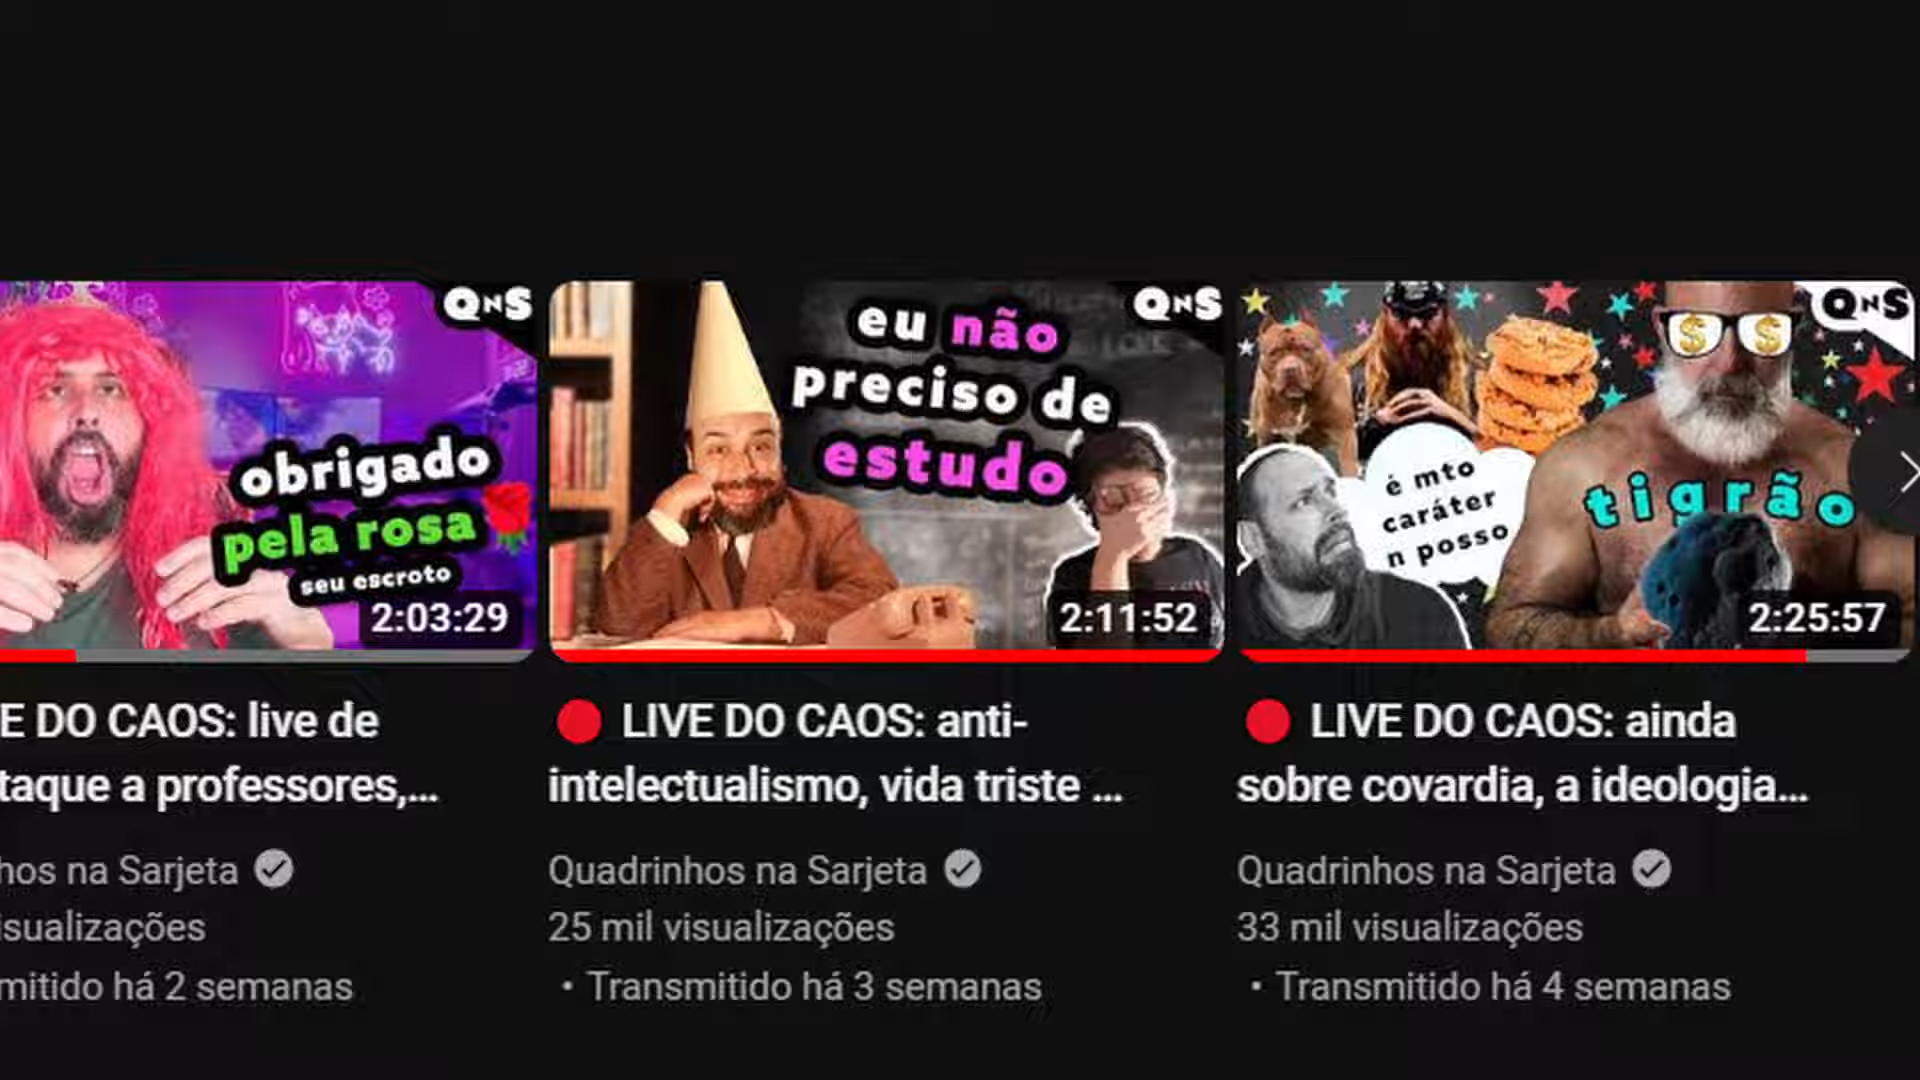 QNS
obrigado
pela rosa
seu escroto
2:03:29
E DO CAOS: live de
taque a professores,...
hos na Sarjeta
isualizações
mitido há 2 semanas
QNS
eu não
preciso de
estudo
2:11:52
LIVE DO CAOS: anti-
intelectualismo, vida triste ...
Quadrinhos na Sarjeta
25 mil visualizações
• Transmitido há 3 semanas
QNS
é mto
caráter
n posso
tigrão
2:25:57
LIVE DO CAOS: ainda
sobre covardia, a ideologia...
Quadrinhos na Sarjeta
33 mil visualizações
• Transmitido há 4 semanas